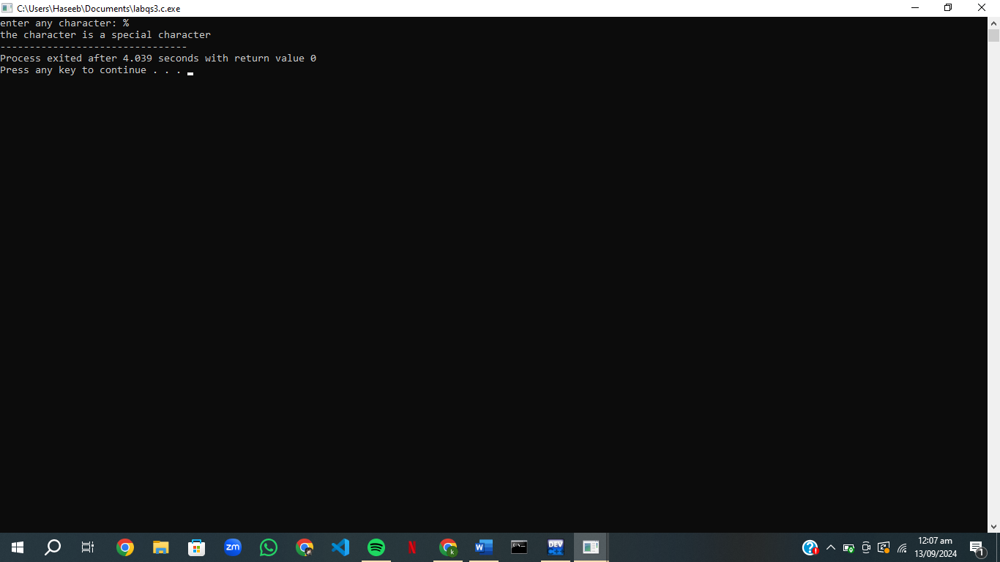 C:\Users\Haseeb\Documents\labqs3.c.exe
enter any character: %
the character is a special character
--------------------------------
Process exited after 4.039 seconds with return value 0
Press any key to continue . . .
zm
N
k
W
C:\.
DEV
12:07 am
13/09/2024
1